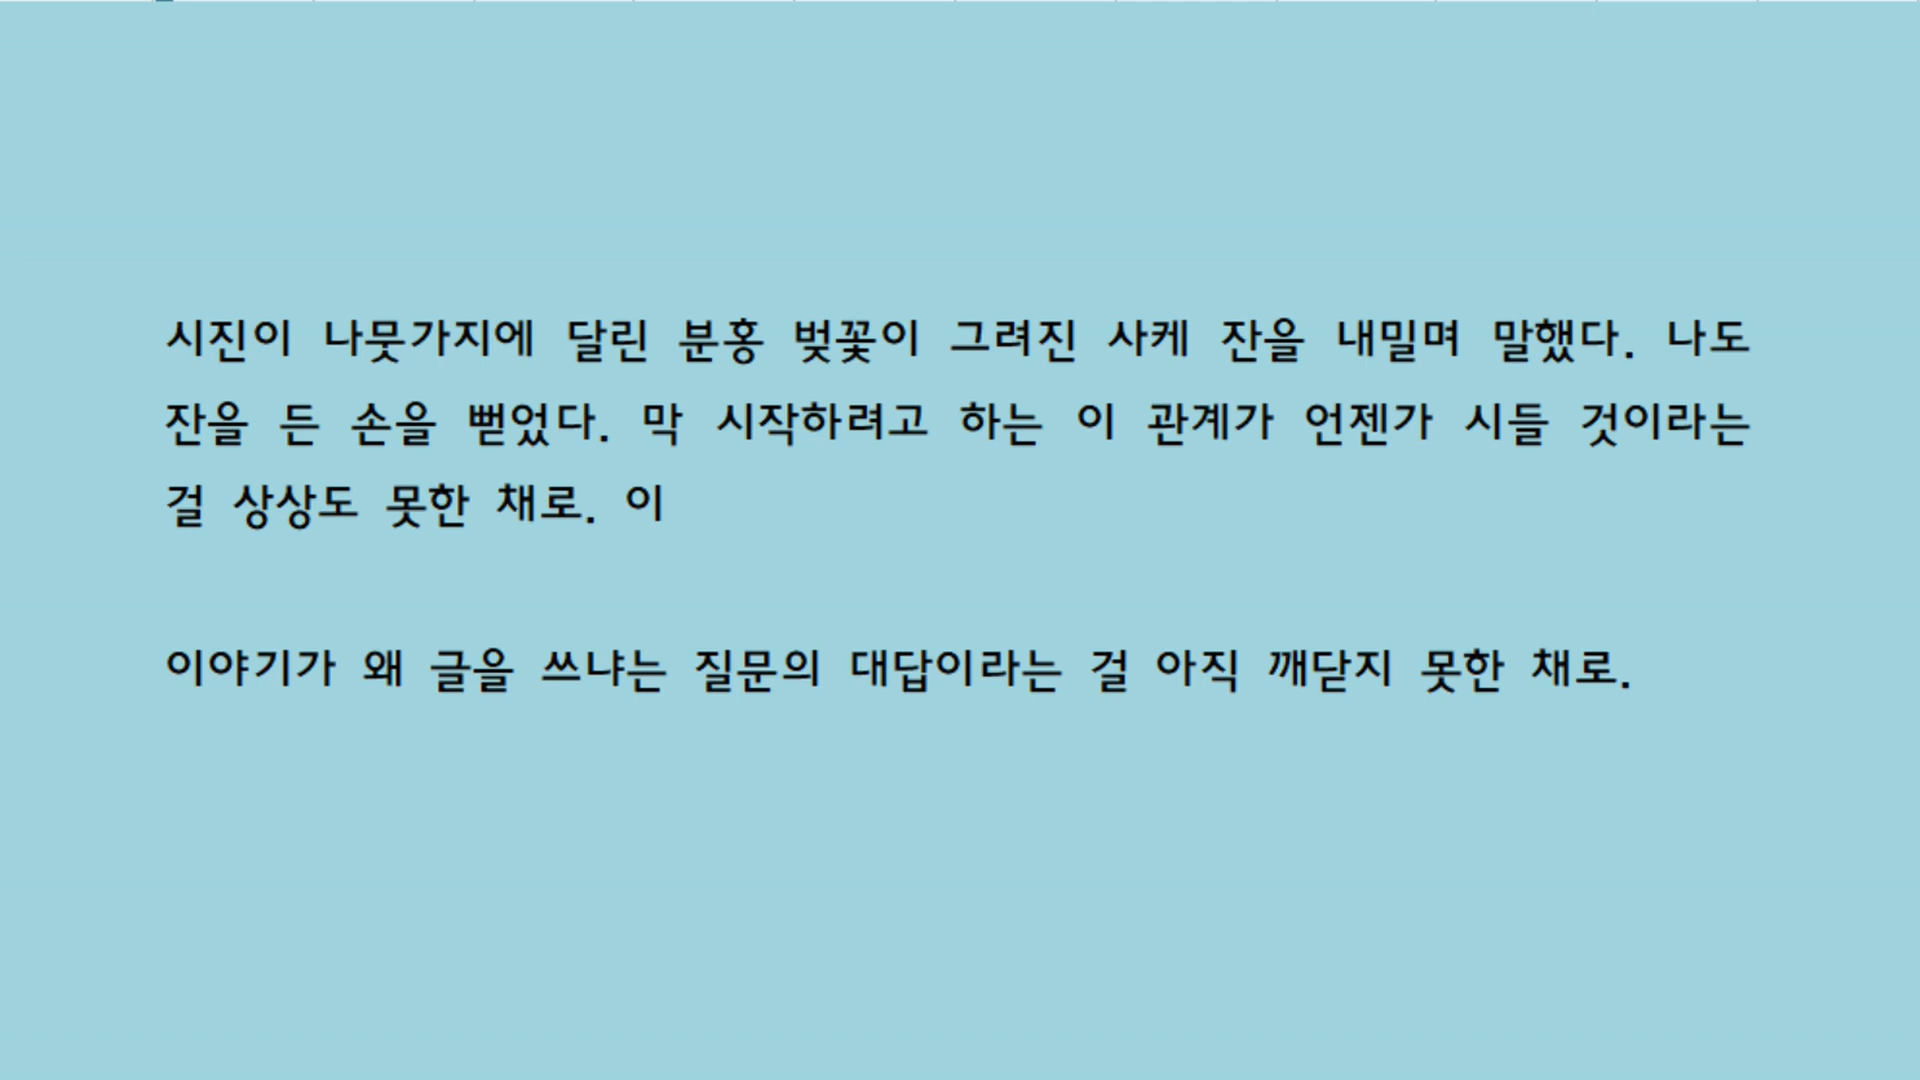 시진이 나뭇가지에 달린 분홍 벚꽃이 그려진 사케 잔을 내밀며 말했다. 나도
잔을 든 손을 뻗었다. 막 시작하려고 하는 이 관계가 언젠가 시들 것이라는
걸 상상도 못한 채로. 이
이야기가 왜 글을 쓰냐는 질문의 대답이라는 걸 아직 깨닫지 못한 채로.